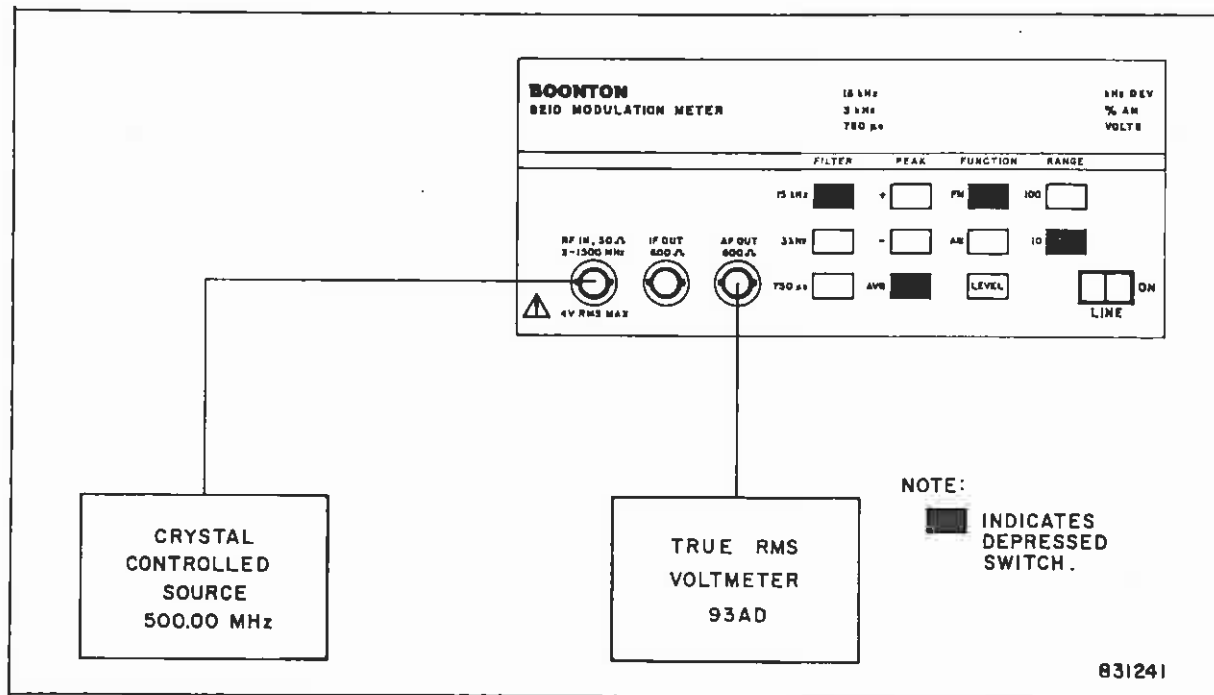 BOONTON
8210 MODULATION METER
15 kHz
3 kHz
750 µs
kHz DEV
% AM
VOLTS
FILTER PEAK FUNCTION RANGE
15 kHz + FM 100
3 kHz - AM 10
750 µs AVG LEVEL
RF IN, 50Ω
2-1500 MHz
4V RMS MAX
IF OUT
600Ω
AF OUT
600Ω
ON
LINE
CRYSTAL
CONTROLLED
SOURCE
500.00 MHz
TRUE RMS
VOLTMETER
93AD
NOTE:
INDICATES
DEPRESSED
SWITCH.
831241